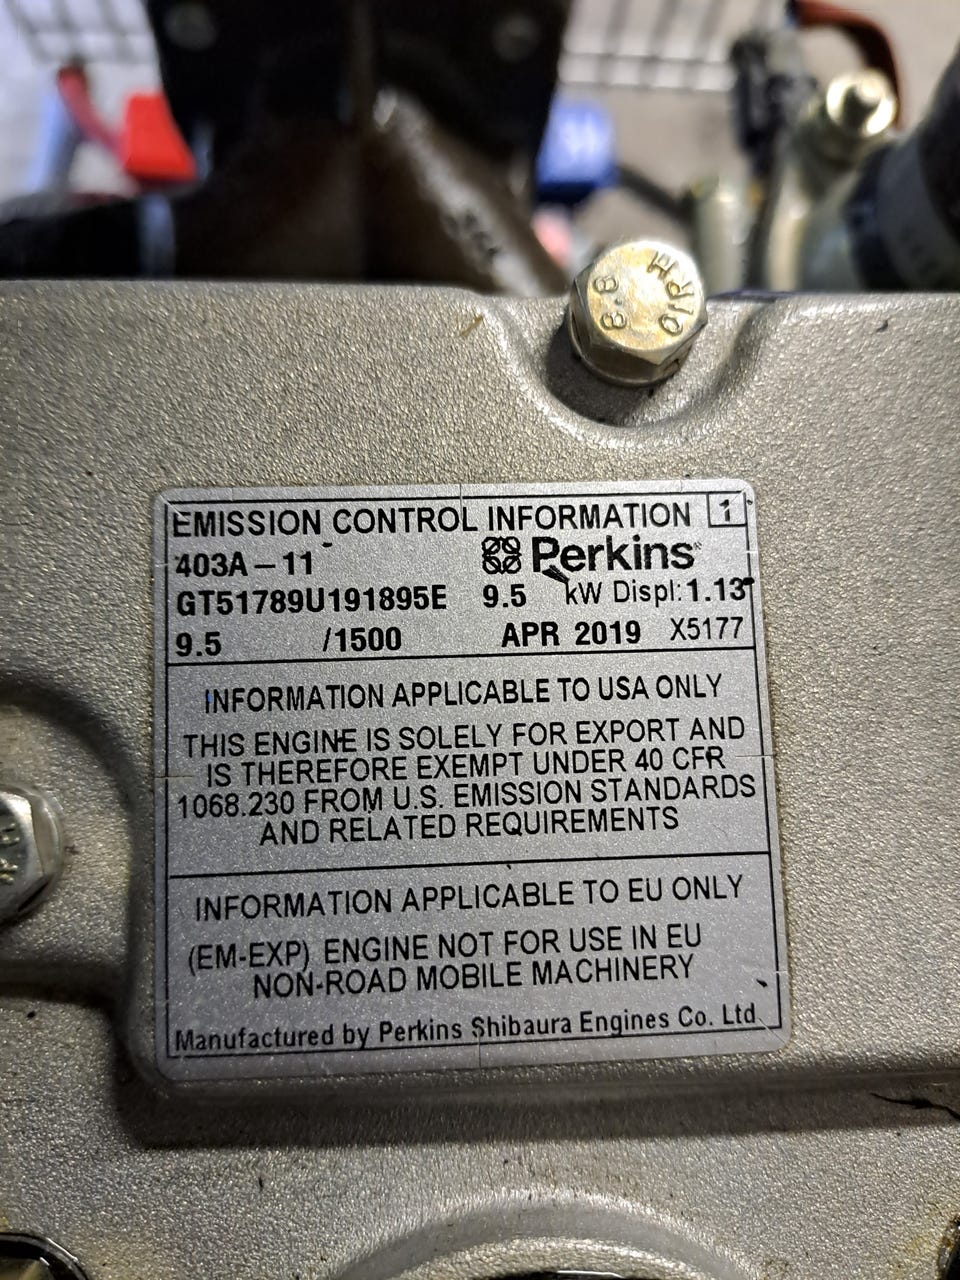 8.8
EMISSION CONTROL INFORMATION 1
403A-11 Perkins
GT51789U191895E 9.5 kW Displ: 1.13
9.5 /1500 APR 2019 X5177
INFORMATION APPLICABLE TO USA ONLY
THIS ENGINE IS SOLELY FOR EXPORT AND
IS THEREFORE EXEMPT UNDER 40 CFR
1068.230 FROM U.S. EMISSION STANDARDS
AND RELATED REQUIREMENTS
INFORMATION APPLICABLE TO EU ONLY
(EM-EXP) ENGINE NOT FOR USE IN EU
NON-ROAD MOBILE MACHINERY
Manufactured by Perkins Shibaura Engines Co. Ltd.